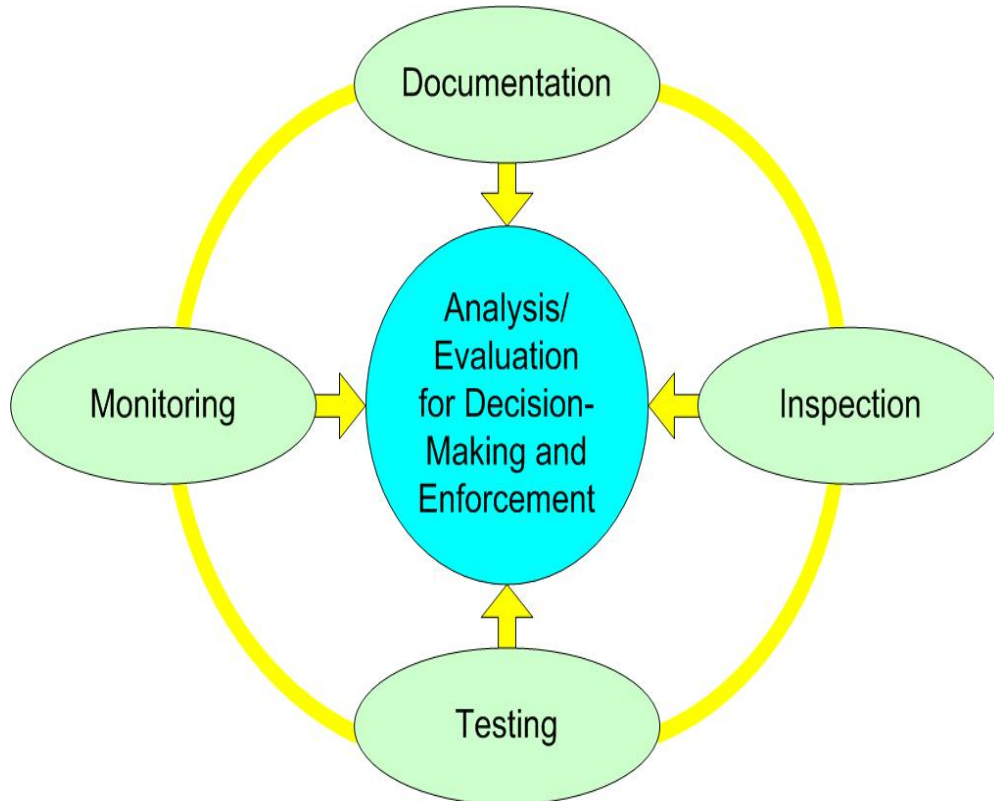 Documentation
Analysis/
Evaluation
for Decision-
Making and
Enforcement
Monitoring
Inspection
Testing